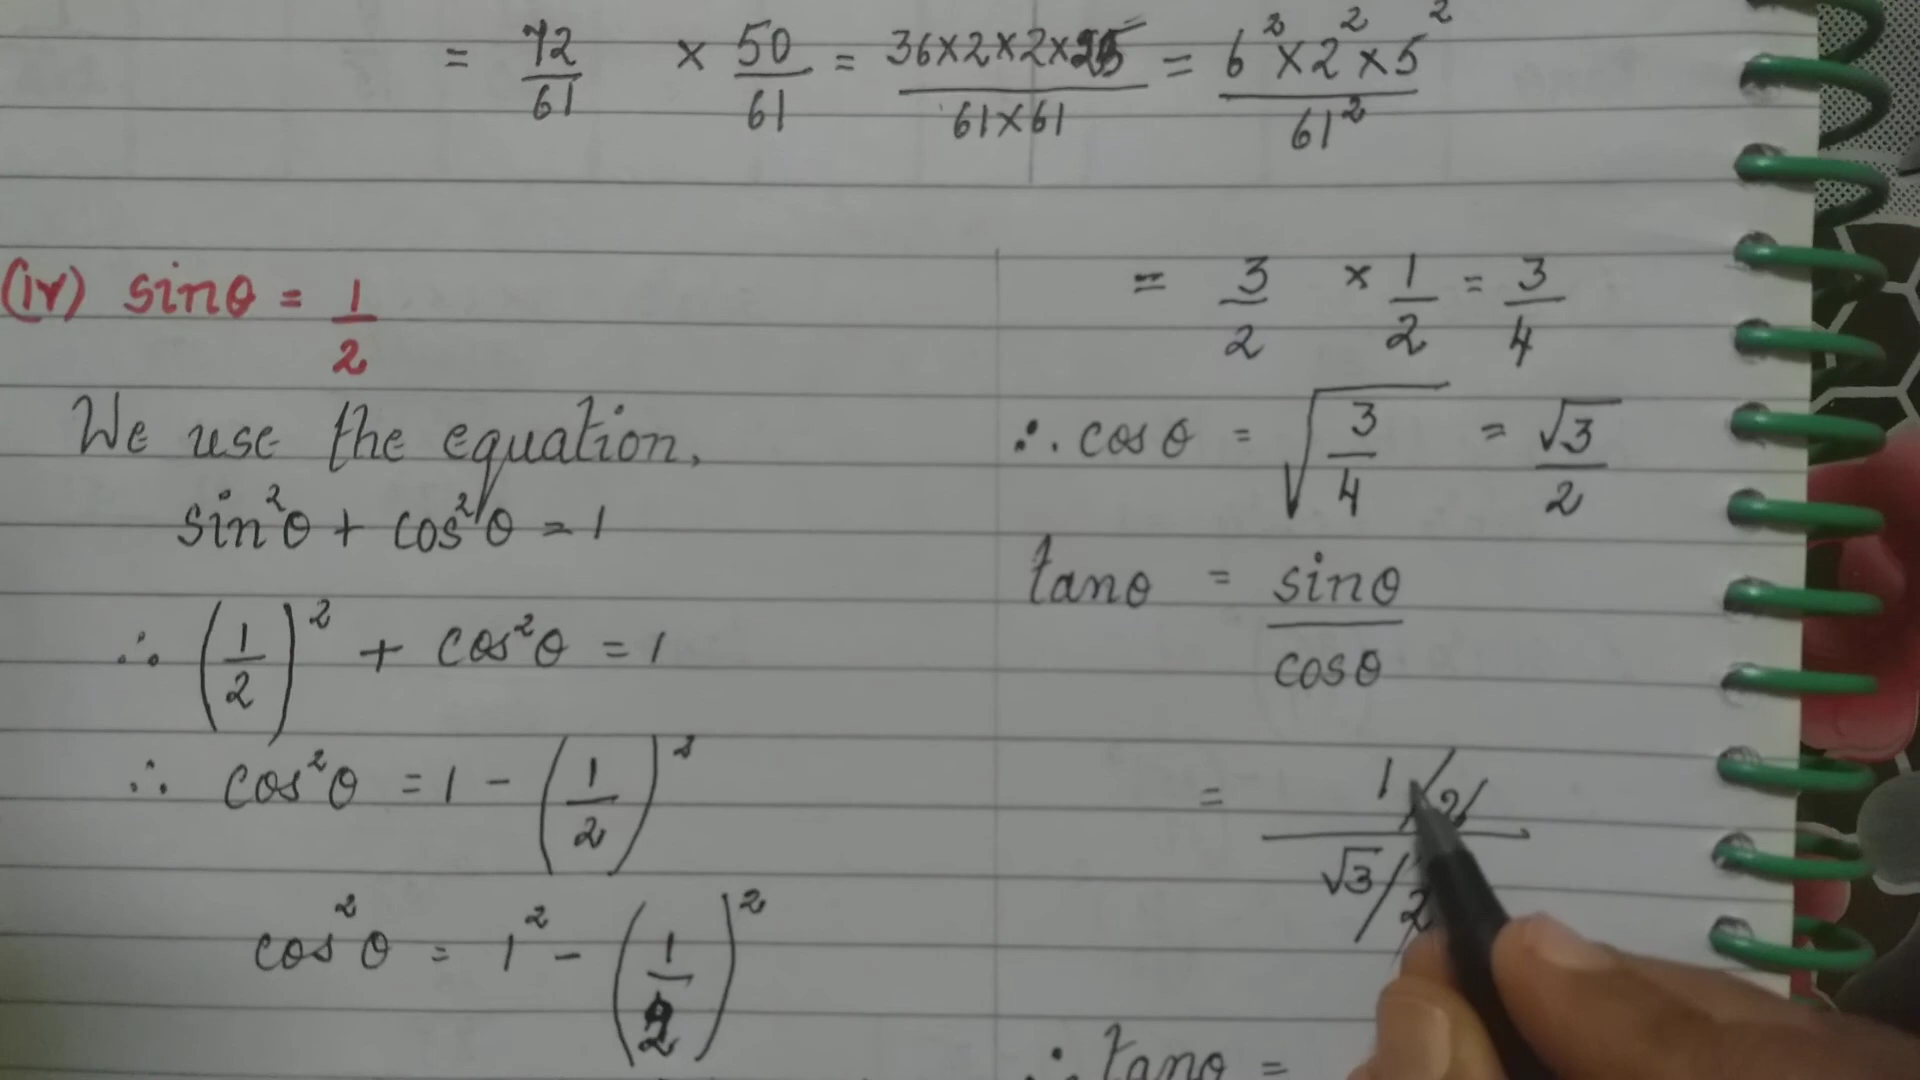 = 72/61 × 50/61 = 36×2×2×25/61×61 = 6²×2²×5²/61²
(iv) sinθ = 1/2
We use the equation,
sin²θ + cos²θ = 1
∴ (1/2)² + cos²θ = 1
∴ cos²θ = 1 - (1/2)²
cos²θ = 1² - (1/2)²
= 3/2 × 1/2 = 3/4
∴ cosθ = √(3/4) = √3/2
tanθ = sinθ/cosθ
= 1/2 / √3/2
∴ tanθ =